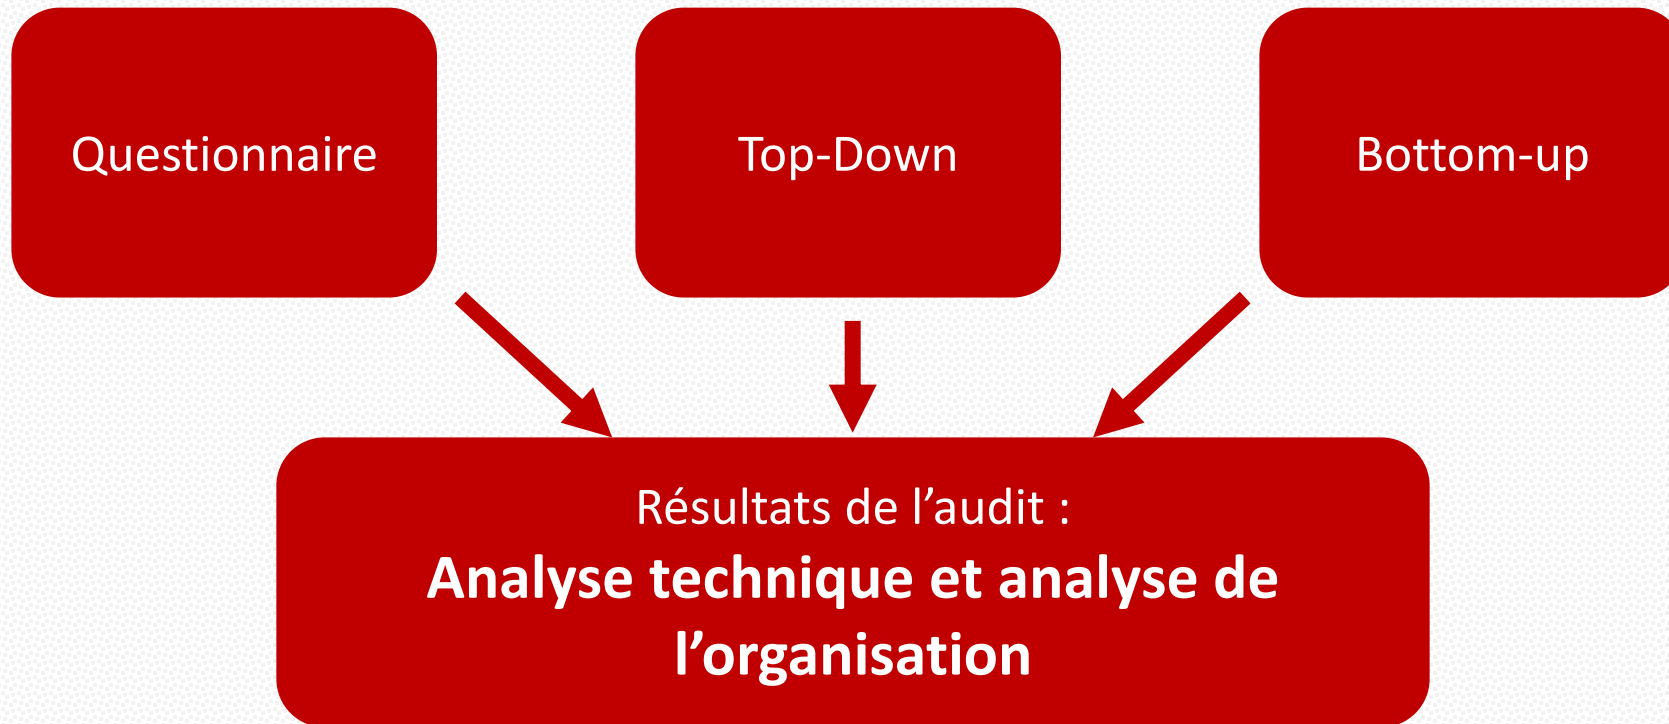 Questionnaire
Top-Down
Bottom-up
Résultats de l’audit :
Analyse technique et analyse de
l’organisation